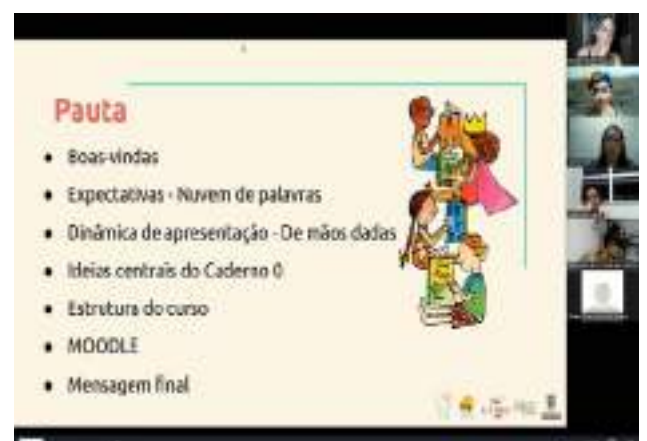 Pauta
• Boas-vindas
• Expectativas - Nuvem de palavras
• Dinâmica de apresentação - De mãos dadas
• Ideias centrais do Caderno 0
• Estrutura do curso
• MOODLE
• Mensagem final